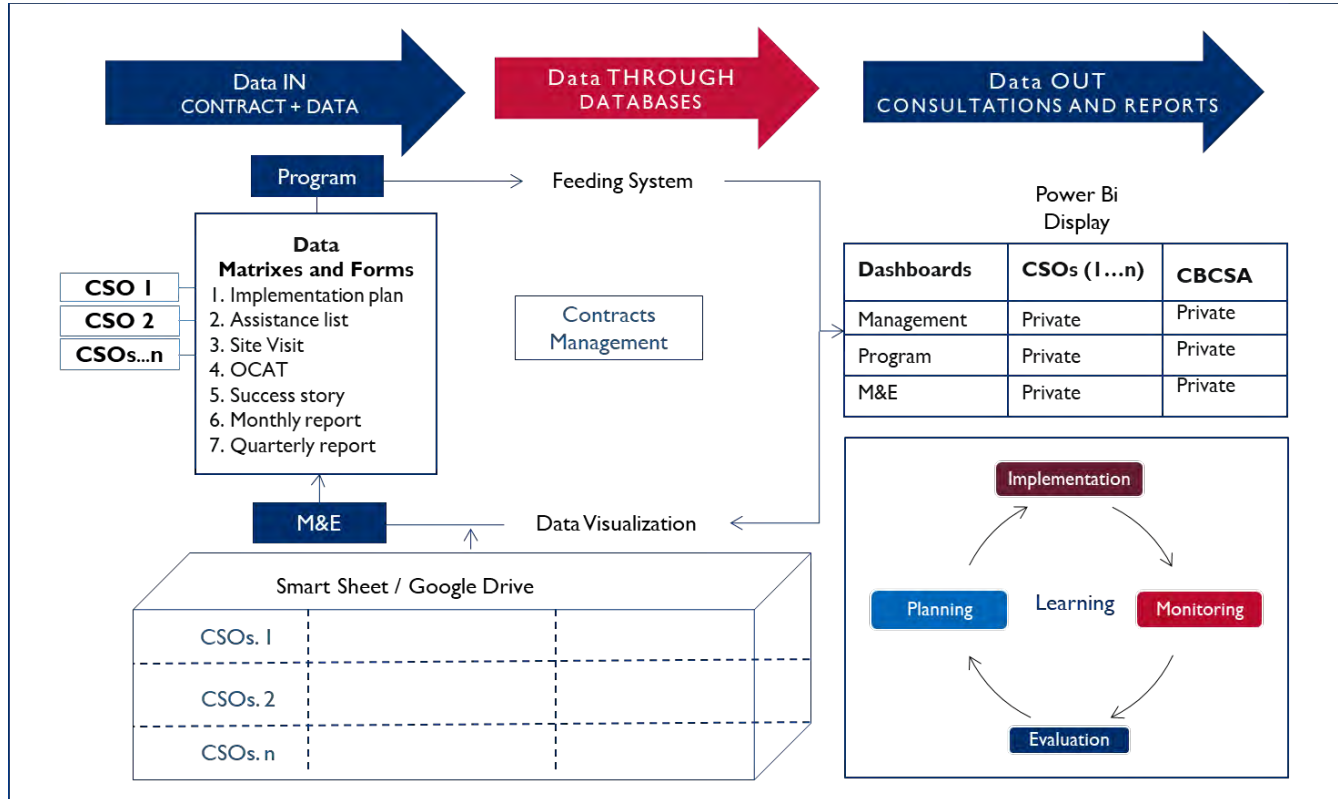 Data IN
CONTRACT + DATA
Data THROUGH
DATABASES
Data OUT
CONSULTATIONS AND REPORTS
Program
Feeding System
Data
Matrixes and Forms
1. Implementation plan
2. Assistance list
3. Site Visit
4. OCAT
5. Success story
6. Monthly report
7. Quarterly report
CSO 1
CSO 2
CSOs...n
Contracts
Management
M&E
Data Visualization
Smart Sheet / Google Drive
CSOs. 1
CSOs. 2
CSOs. n
Power Bi
Display
Dashboards CSOs (1...n) CBCSA
Management Private Private
Program Private Private
M&E Private Private
Implementation
Planning Learning Monitoring
Evaluation